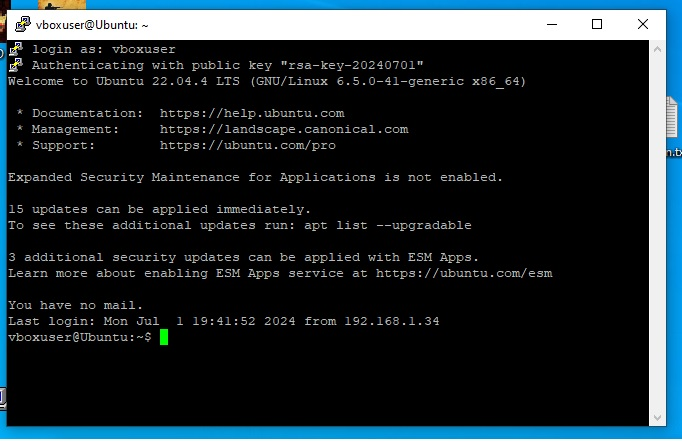 vboxuser@Ubuntu: ~
login as: vboxuser
Authenticating with public key "rsa-key-20240701"
Welcome to Ubuntu 22.04.4 LTS (GNU/Linux 6.5.0-41-generic x86_64)
* Documentation:  https://help.ubuntu.com
* Management:     https://landscape.canonical.com
* Support:        https://ubuntu.com/pro
Expanded Security Maintenance for Applications is not enabled.
15 updates can be applied immediately.
To see these additional updates run: apt list --upgradable
3 additional security updates can be applied with ESM Apps.
Learn more about enabling ESM Apps service at https://ubuntu.com/esm
You have no mail.
Last login: Mon Jul  1 19:41:52 2024 from 192.168.1.34
vboxuser@Ubuntu:~$